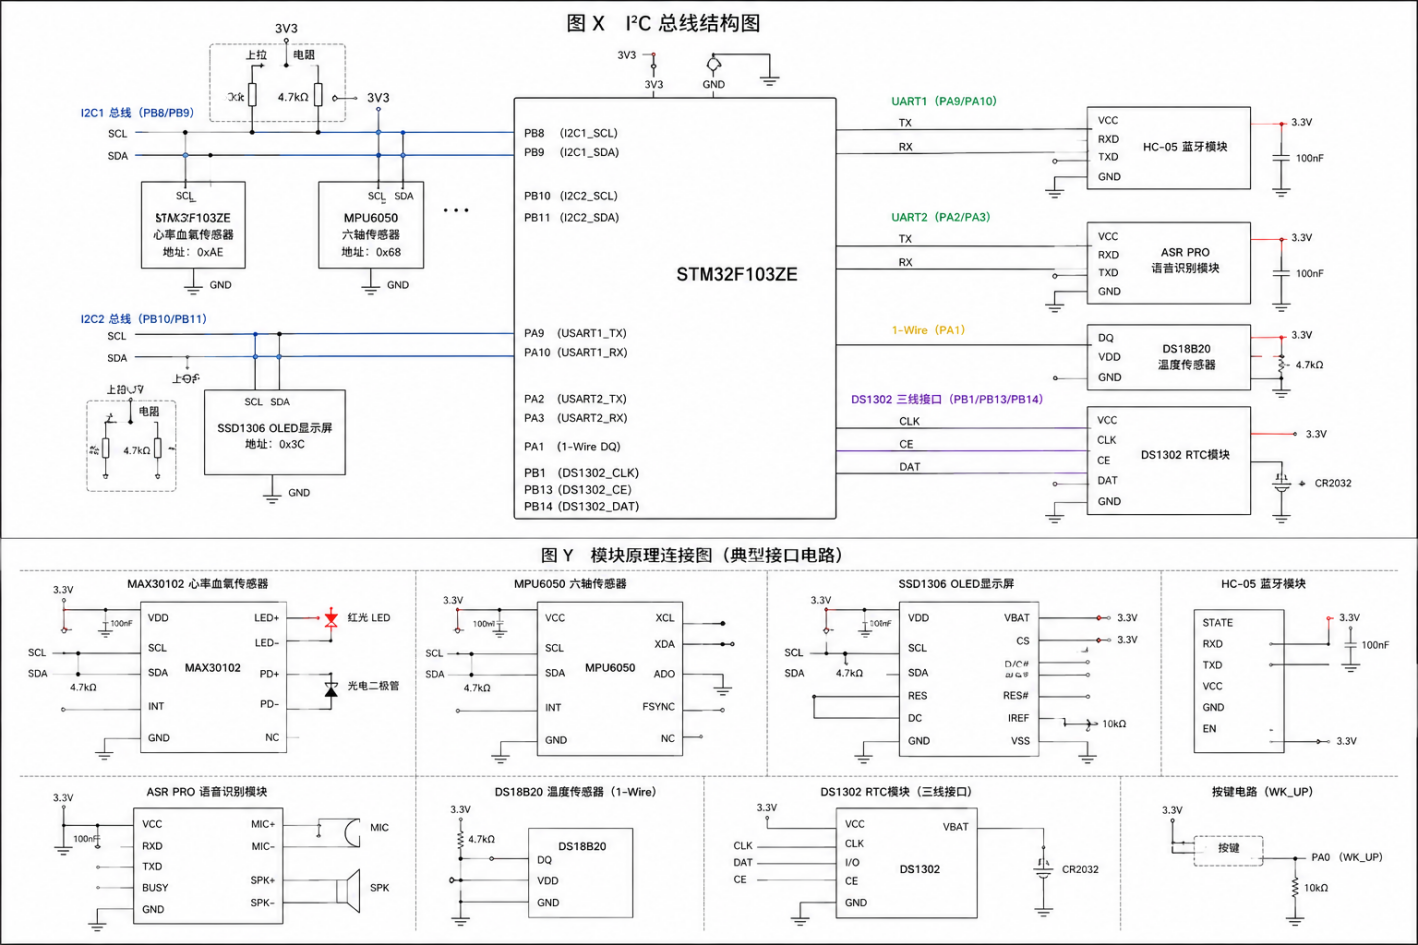 图 X I²C 总线结构图
3V3
上拉 电阻
4.7kΩ
3V3
I2C1 总线（PB8/PB9）
SCL
SDA
SCL
STM32F103ZE
心率血氧传感器
地址：0xAE
GND
SCL SDA
MPU6050
六轴传感器
地址：0x68
GND
...
I2C2 总线（PB10/PB11）
SCL
SDA
电阻
4.7kΩ
SCL SDA
SSD1306 OLED显示屏
地址：0x3C
GND
3V3
3V3
GND
PB8 (I2C1_SCL)
PB9 (I2C1_SDA)
PB10 (I2C2_SCL)
PB11 (I2C2_SDA)
STM32F103ZE
PA9 (USART1_TX)
PA10 (USART1_RX)
PA2 (USART2_TX)
PA3 (USART2_RX)
PA1 (1-Wire DQ)
PB1 (DS1302_CLK)
PB13 (DS1302_CE)
PB14 (DS1302_DAT)
UART1（PA9/PA10）
TX
RX
VCC
RXD
TXD
GND
HC-05 蓝牙模块
3.3V
100nF
UART2（PA2/PA3）
TX
RX
VCC
RXD
TXD
GND
ASR PRO
语音识别模块
3.3V
100nF
1-Wire（PA1）
DQ
VDD
GND
DS18B20
温度传感器
3.3V
4.7kΩ
DS1302 三线接口（PB1/PB13/PB14）
CLK
CE
DAT
VCC
CLK
CE
DAT
GND
DS1302 RTC模块
3.3V
CR2032
图 Y 模块原理连接图（典型接口电路）
MAX30102 心率血氧传感器
3.3V
100nF
SCL
SDA
4.7kΩ
VDD
SCL
SDA
INT
GND
MAX30102
LED+
LED-
PD+
PD-
NC
红光 LED
光电二极管
MPU6050 六轴传感器
3.3V
SCL
SDA
4.7kΩ
VCC
SCL
SDA
INT
GND
MPU6050
XCL
XDA
ADO
FSYNC
NC
SSD1306 OLED显示屏
3.3V
100nF
SCL
SDA
4.7kΩ
VDD
SCL
SDA
RES
DC
GND
VBAT
CS
D/C#
RES#
IREF
VSS
3.3V
3.3V
10kΩ
HC-05 蓝牙模块
STATE
RXD
TXD
VCC
GND
EN
3.3V
100nF
3.3V
ASR PRO 语音识别模块
3.3V
100nF
VCC
RXD
TXD
BUSY
GND
MIC+
MIC-
SPK+
SPK-
MIC
SPK
DS18B20 温度传感器（1-Wire）
3.3V
4.7kΩ
DS18B20
DQ
VDD
GND
DS1302 RTC模块（三线接口）
3.3V
CLK
DAT
CE
VCC
CLK
I/O
CE
GND
DS1302
VBAT
CR2032
按键电路（WK_UP）
3.3V
按键
PA0 （WK_UP）
10kΩ